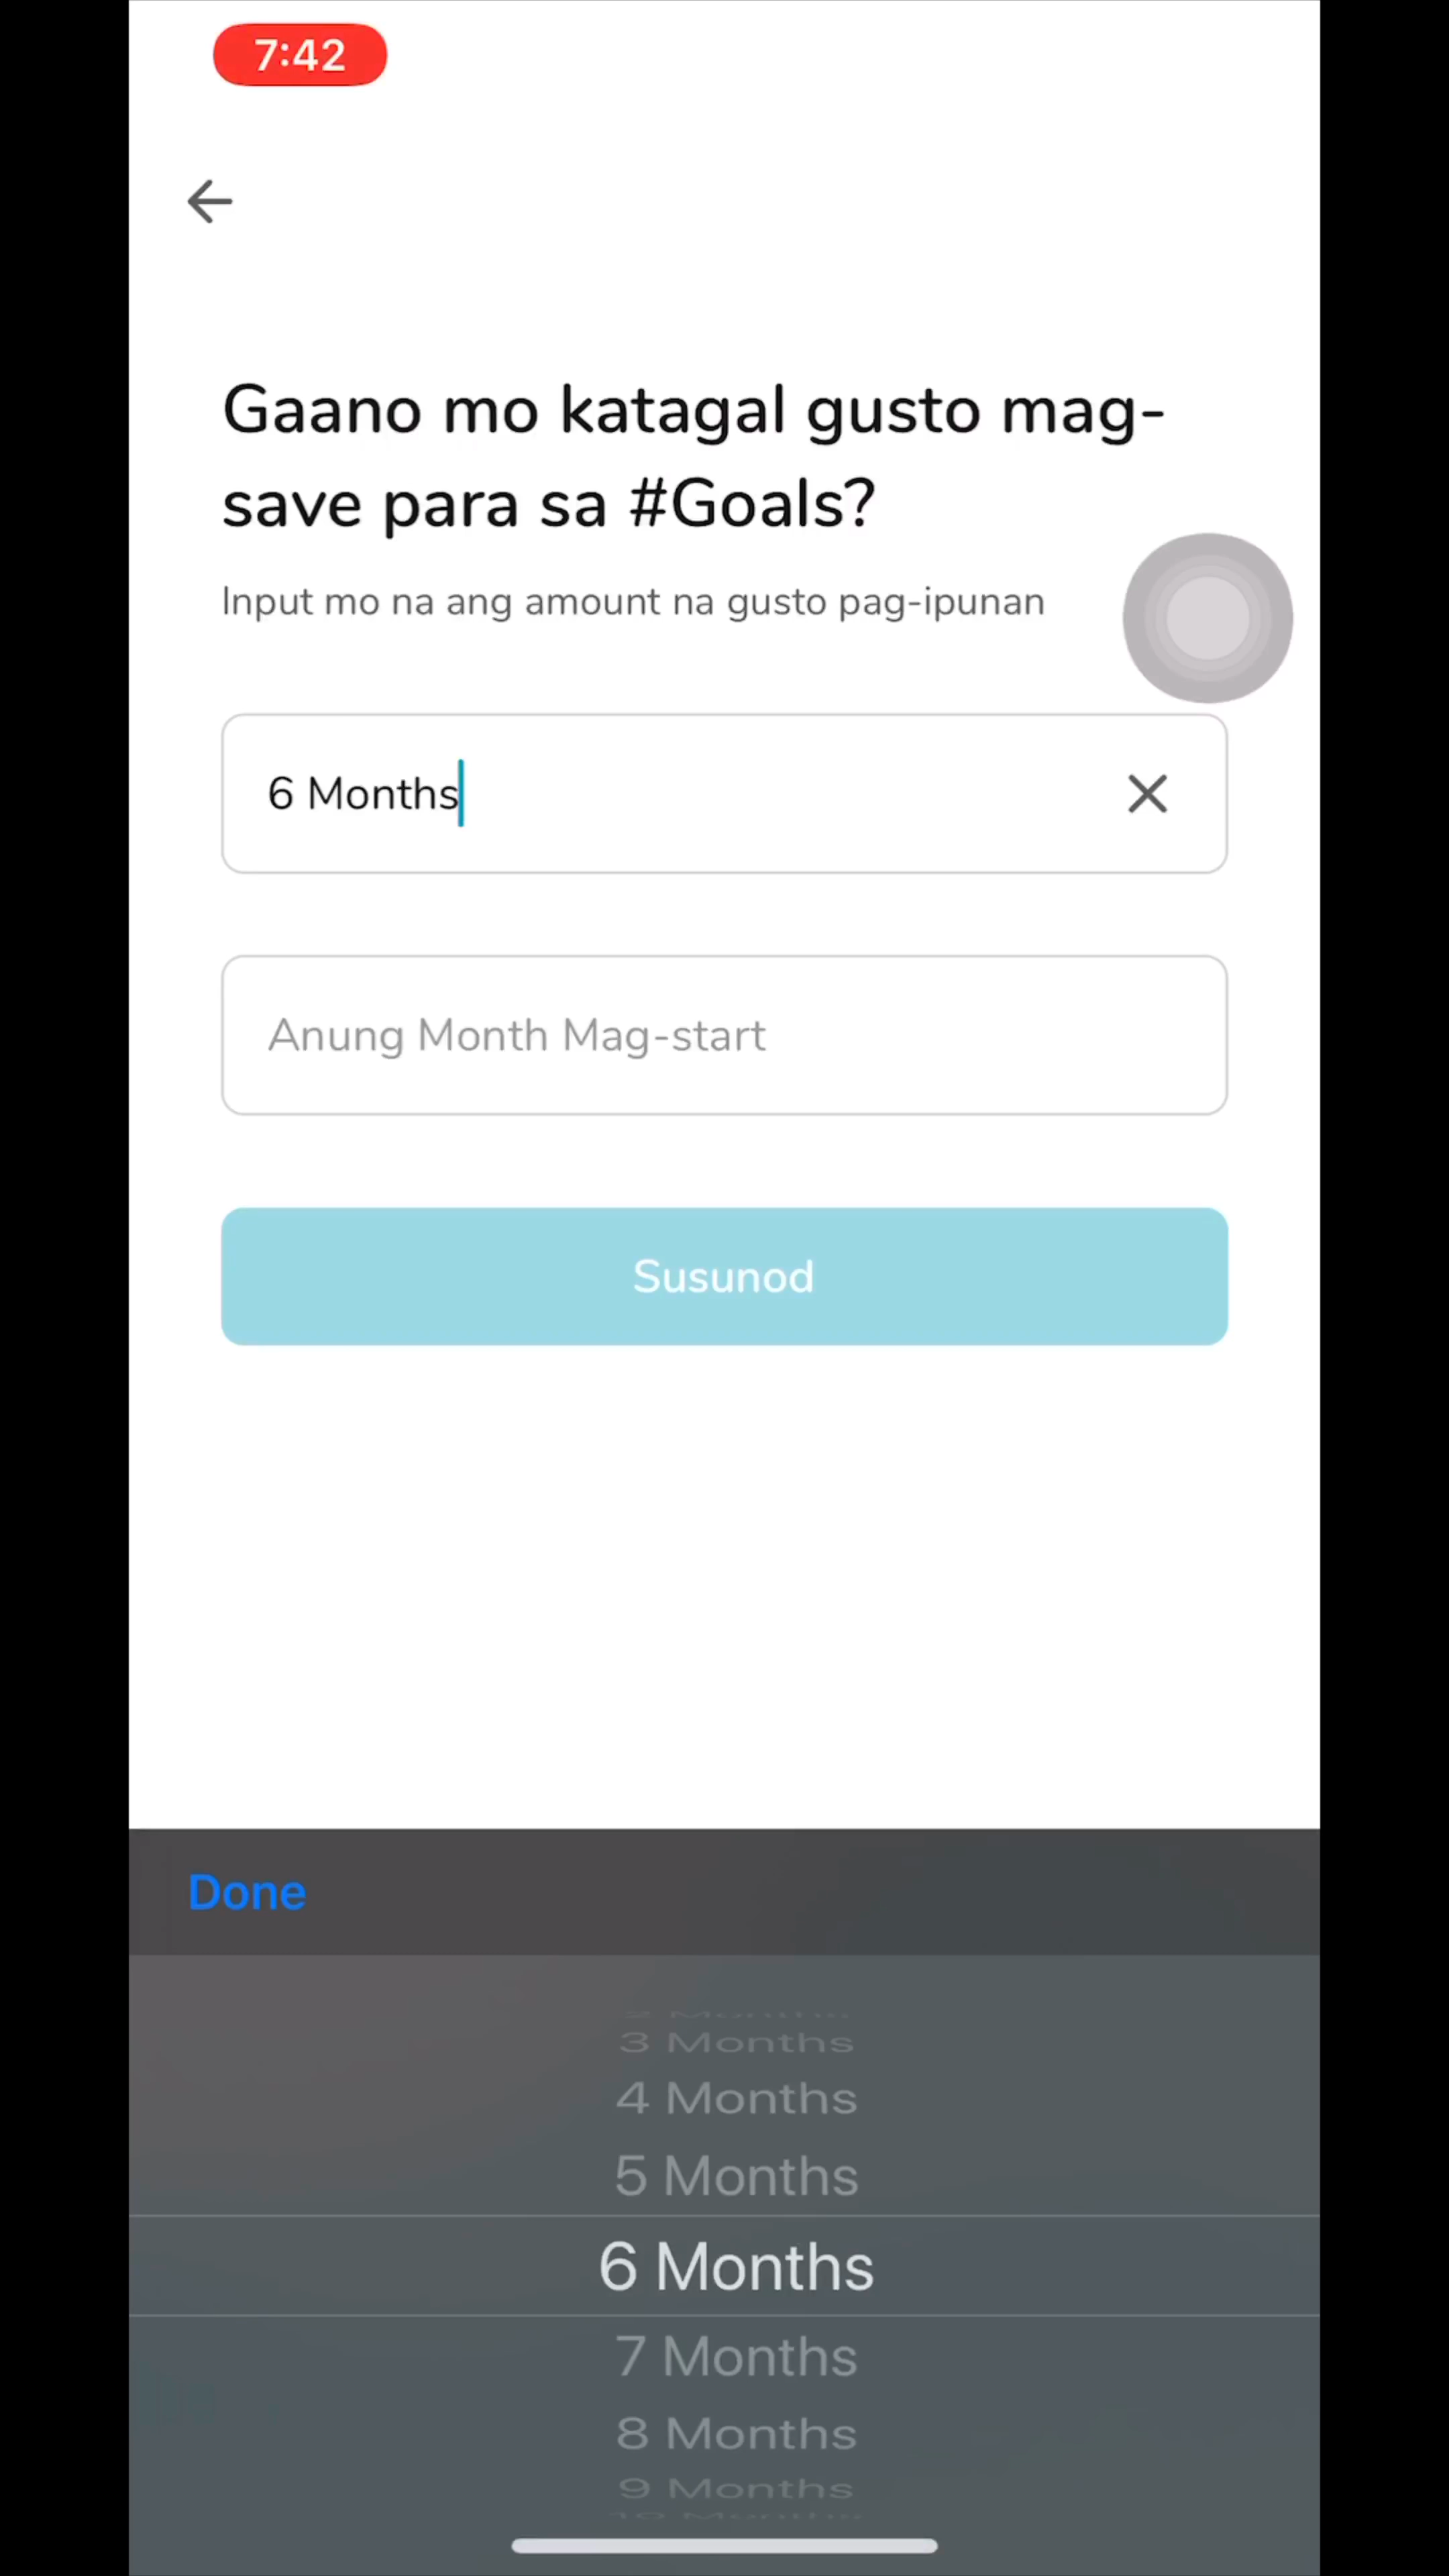 7:42
Gaano mo katagal gusto mag-
save para sa #Goals?
Input mo na ang amount na gusto pag-ipunan
6 Months
Anung Month Mag-start
Susunod
Done
3 Months
4 Months
5 Months
6 Months
7 Months
8 Months
9 Months